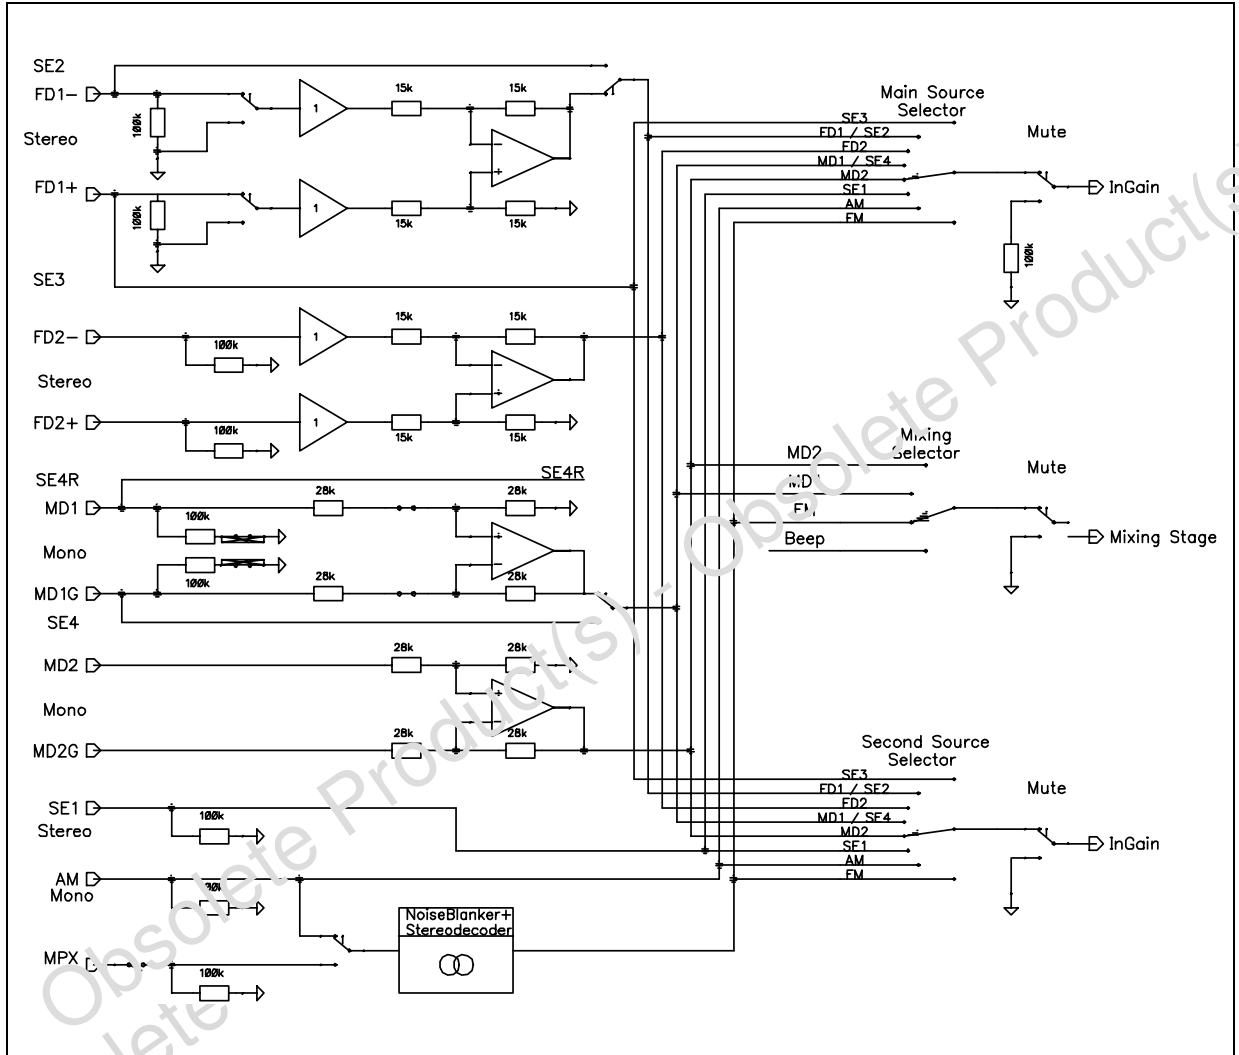 SE2
FD1-
Stereo
FD1+
SE3
100k
1
15k
15k
100k
1
15k
15k
FD2-
Stereo
FD2+
100k
1
15k
15k
100k
1
15k
15k
SE4R
MD1
Mono
MD1G
SE4
SE4R
28k
28k
100k
100k
28k
28k
MD2
Mono
MD2G
28k
28k
28k
28k
SE1
Stereo
100k
AM
Mono
MPX
100k
NoiseBlanker+
Stereodecoder
Main Source
Selector
SE3
FD1 / SE2
FD2
MD1 / SE4
MD2
SE1
AM
FM
Mute
InGain
100k
Mixing
Selector
MD2
FM
Beep
Mute
Mixing Stage
Second Source
Selector
SE3
FD1 / SE2
FD2
MD1 / SE4
MD2
SE1
AM
FM
Mute
InGain
Obsolete Product(s) - Obsolete Product(s
lete